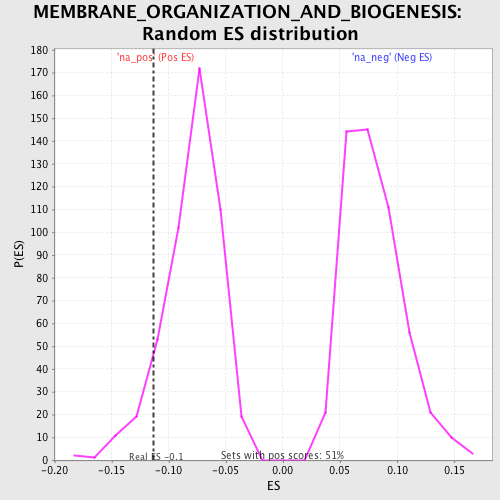 MEMBRANE_ORGANIZATION_AND_BIOGENESIS:
Random ES distribution
'na_pos' (Pos ES)
'na_neg' (Neg ES)
180
170
160
150
140
130
120
110
100
90
80
70
60
50
40
30
20
10
0
P(ES)
Real ES -0.1
Sets with pos scores: 51%
-0.20 -0.15 -0.10 -0.05 0.00 0.05 0.10 0.15
ES